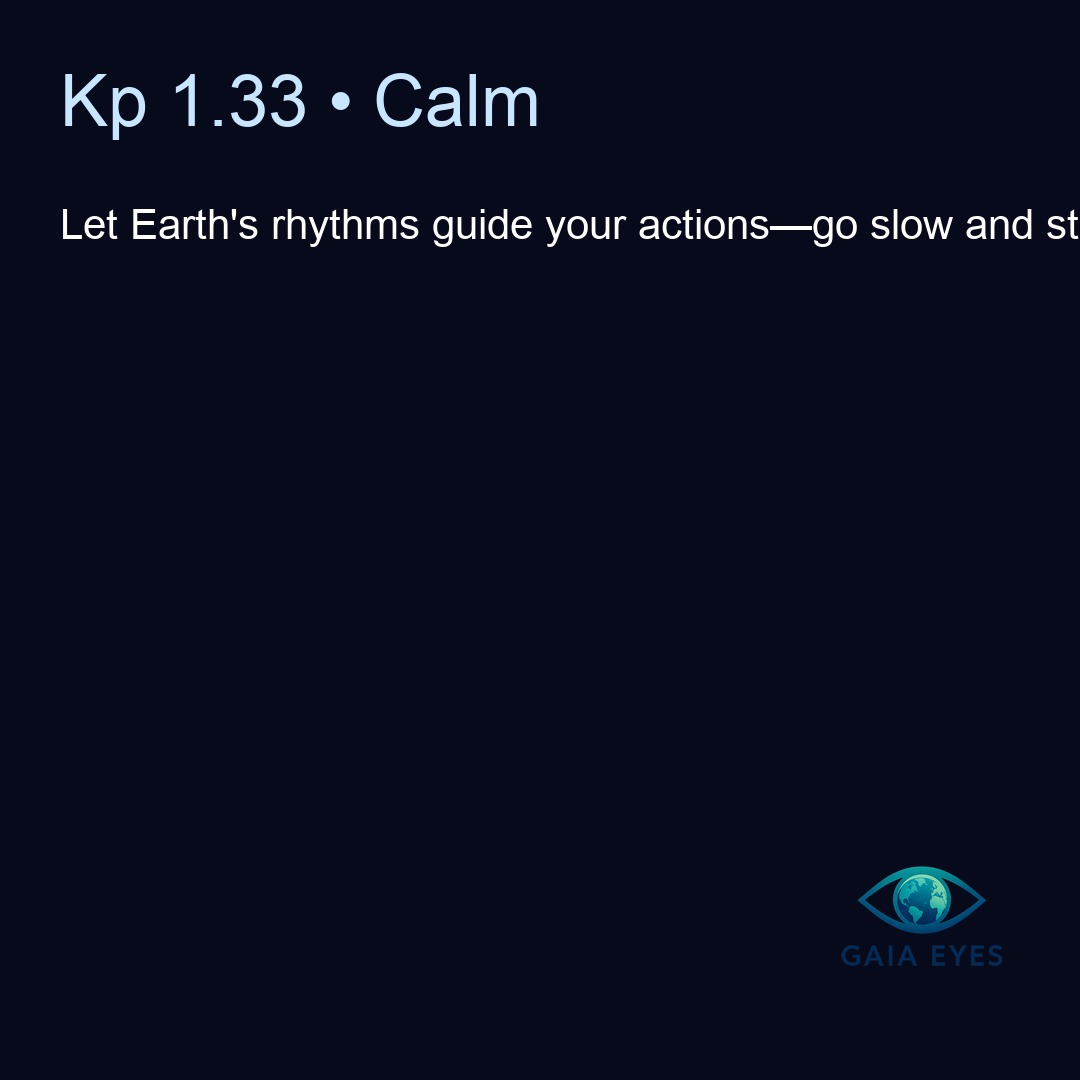 Kp 1.33 • Calm
Let Earth's rhythms guide your actions—go slow and st
GAIA EYES